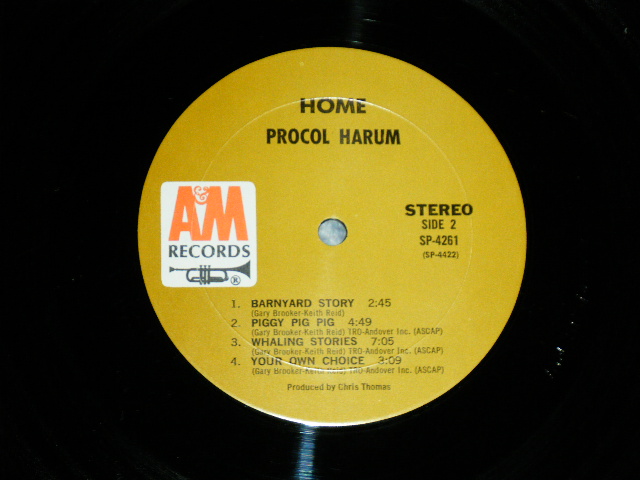 HOME
PROCOL HARUM
A&M
RECORDS
®
STEREO
SIDE 2
SP-4261
(SP-4422)
1. BARNYARD STORY 2:45
(Gary Brooker-Keith Reid)
2. PIGGY PIG PIG 4:49
(Gary Brooker-Keith Reid) TRO-Andover Inc. (ASCAP)
3. WHALING STORIES 7:05
(Gary Brooker-Keith Reid) TRO-Andover Inc. (ASCAP)
4. YOUR OWN CHOICE 3:09
(Gary Brooker-Keith Reid) TRO-Andover Inc. (ASCAP)
Produced by Chris Thomas